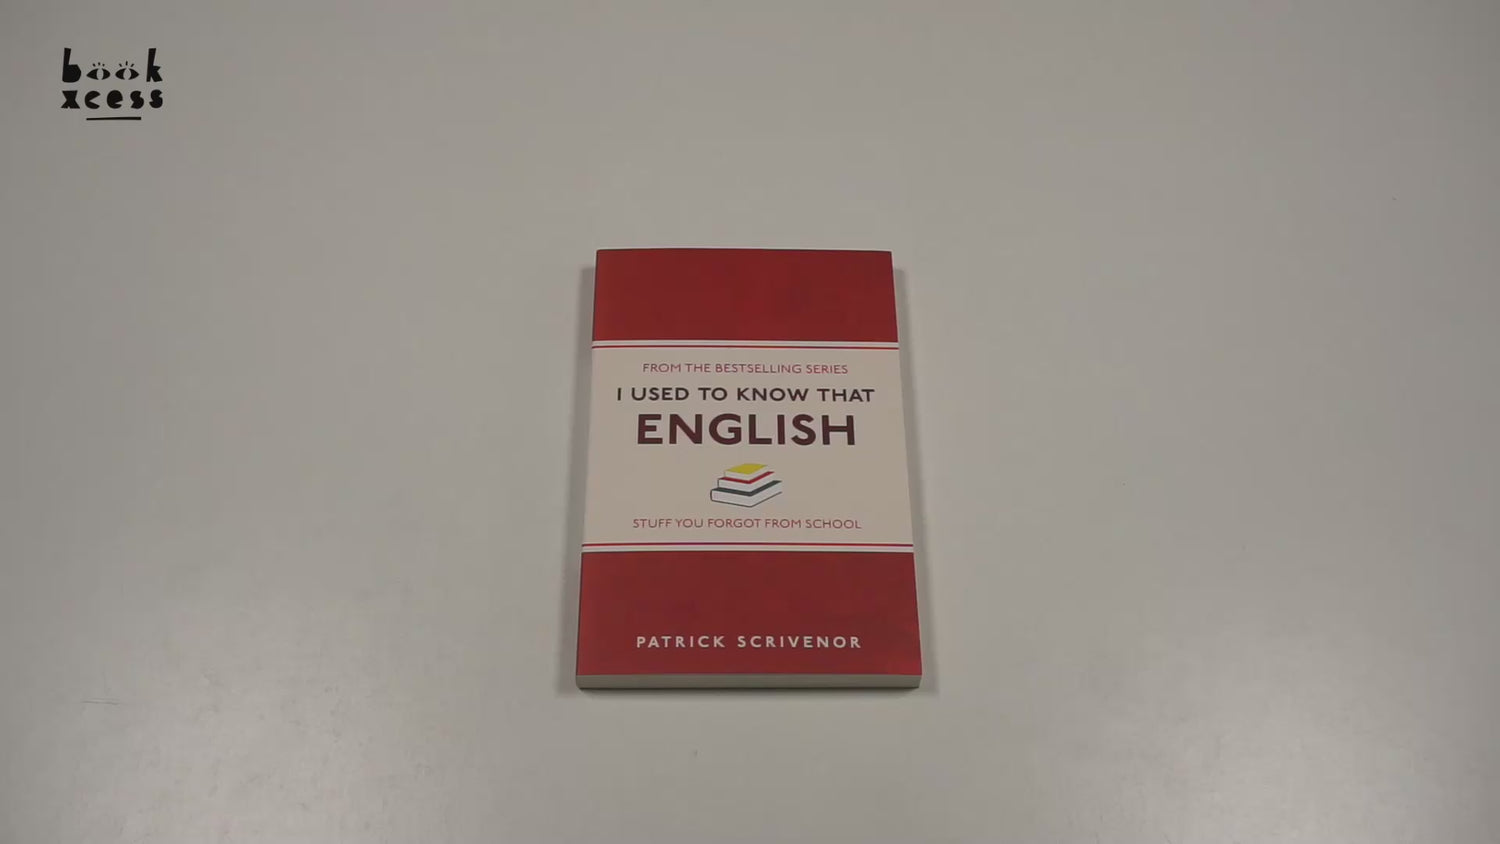 book
xcess
FROM THE BESTSELLING SERIES
I USED TO KNOW THAT
ENGLISH
STUFF YOU FORGOT FROM SCHOOL
PATRICK SCRIVENOR